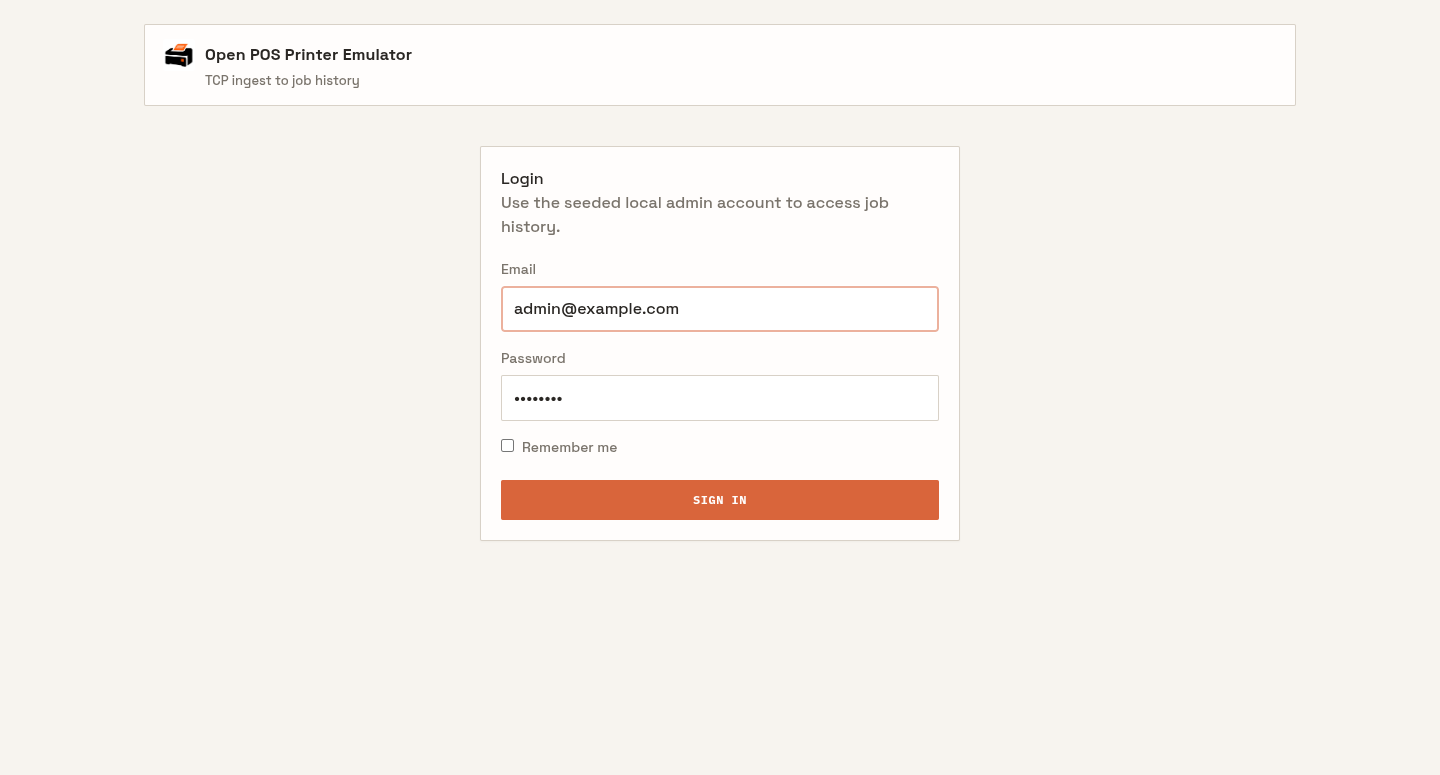 Open POS Printer Emulator
TCP ingest to job history
Login
Use the seeded local admin account to access job
history.
Email
admin@example.com
Password
••••••••
Remember me
SIGN IN